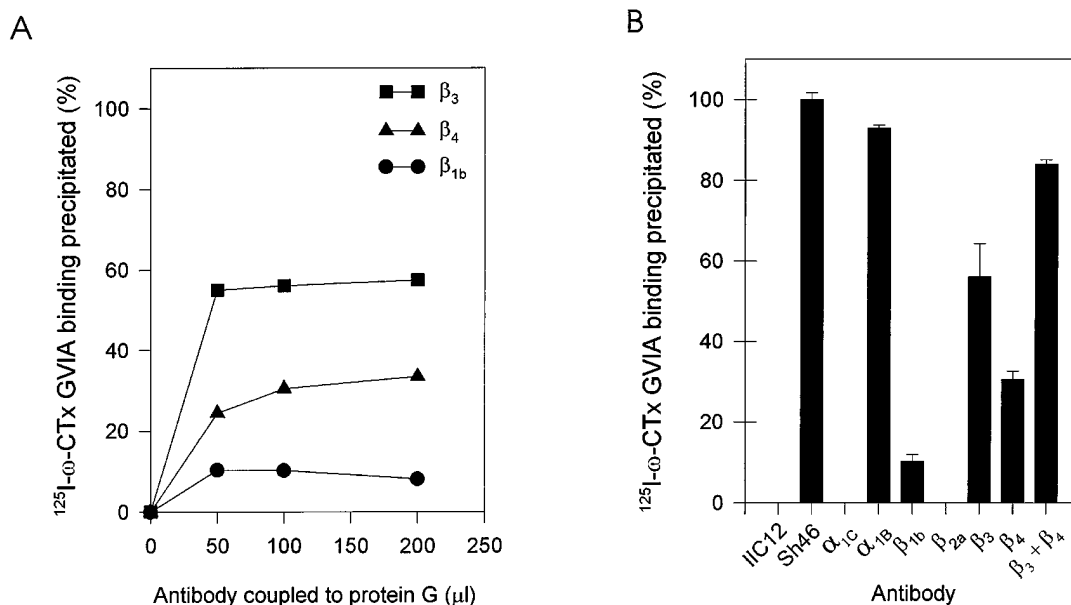 A
¹²⁵I-ω-CTx GVIA binding precipitated (%)
100
80
60
40
20
0
β₃
β₄
β₁b
0 50 100 150 200 250
Antibody coupled to protein G (μl)
B
¹²⁵I-ω-CTx GVIA binding precipitated (%)
100
80
60
40
20
0
IIC12 Sh46 α₁C α₁B β₁b β₂a β₃ β₄ β₃ + β₄
Antibody